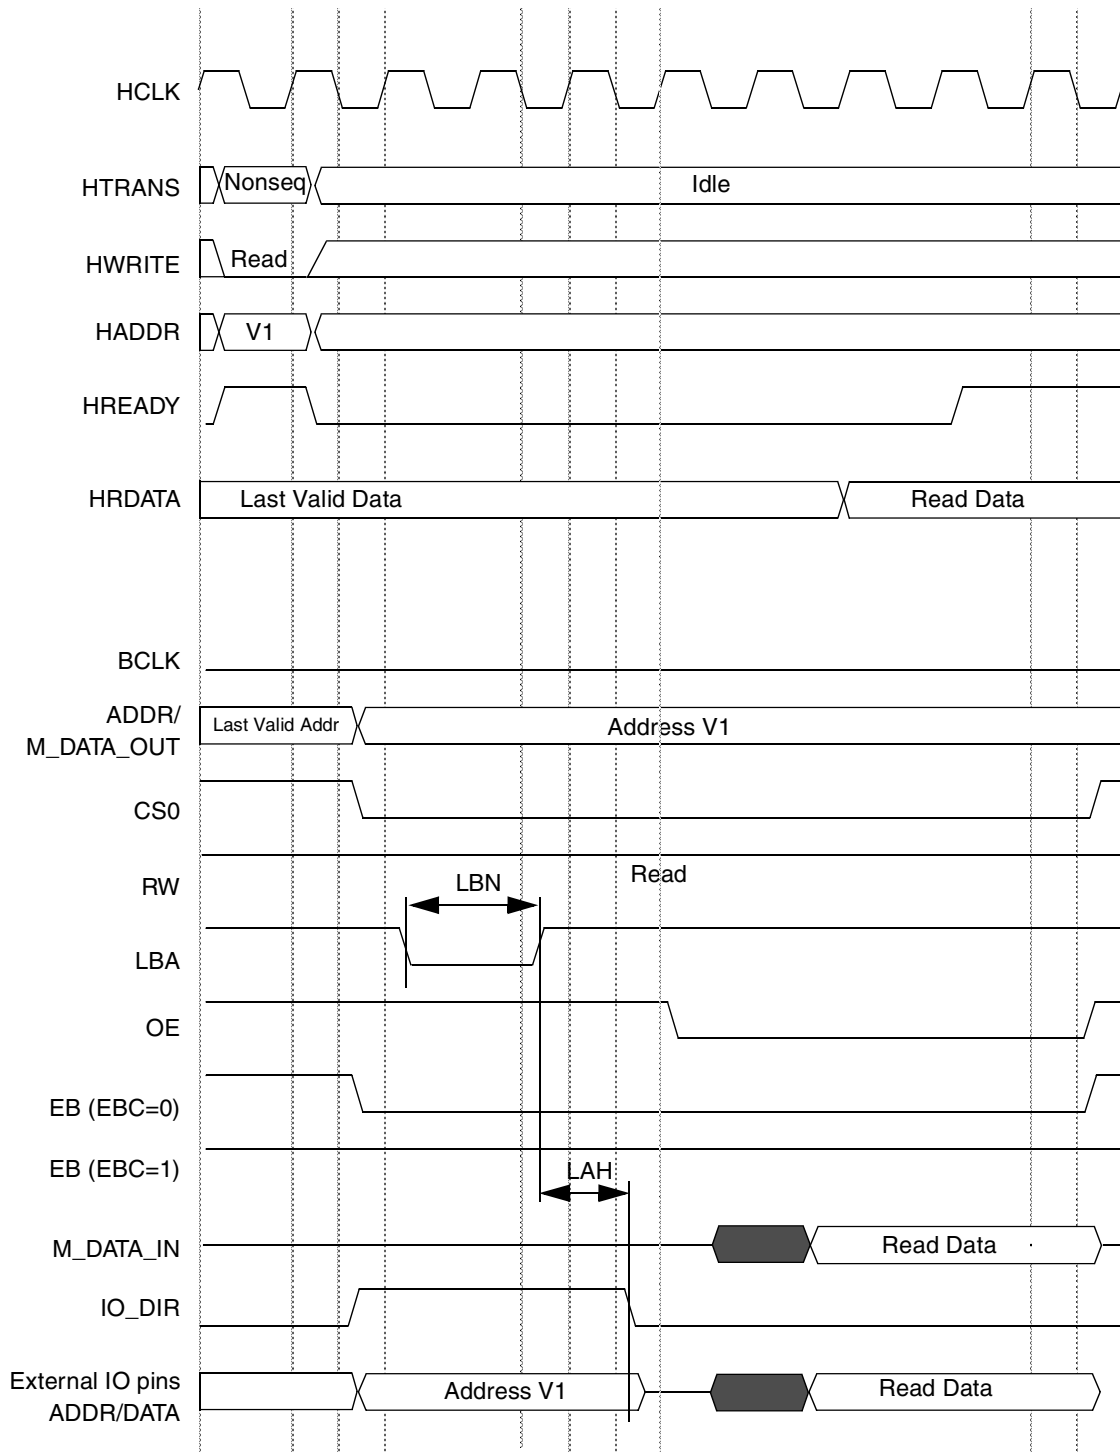 HCLK
HTRANS Nonseq Idle
HWRITE Read
HADDR V1
HREADY
HRDATA Last Valid Data Read Data
BCLK
ADDR/
M_DATA_OUT Last Valid Addr Address V1
CS0
RW Read
LBN
LBA
OE
EB (EBC=0)
EB (EBC=1)
LAH
M_DATA_IN Read Data
IO_DIR
External IO pins
ADDR/DATA Address V1 Read Data